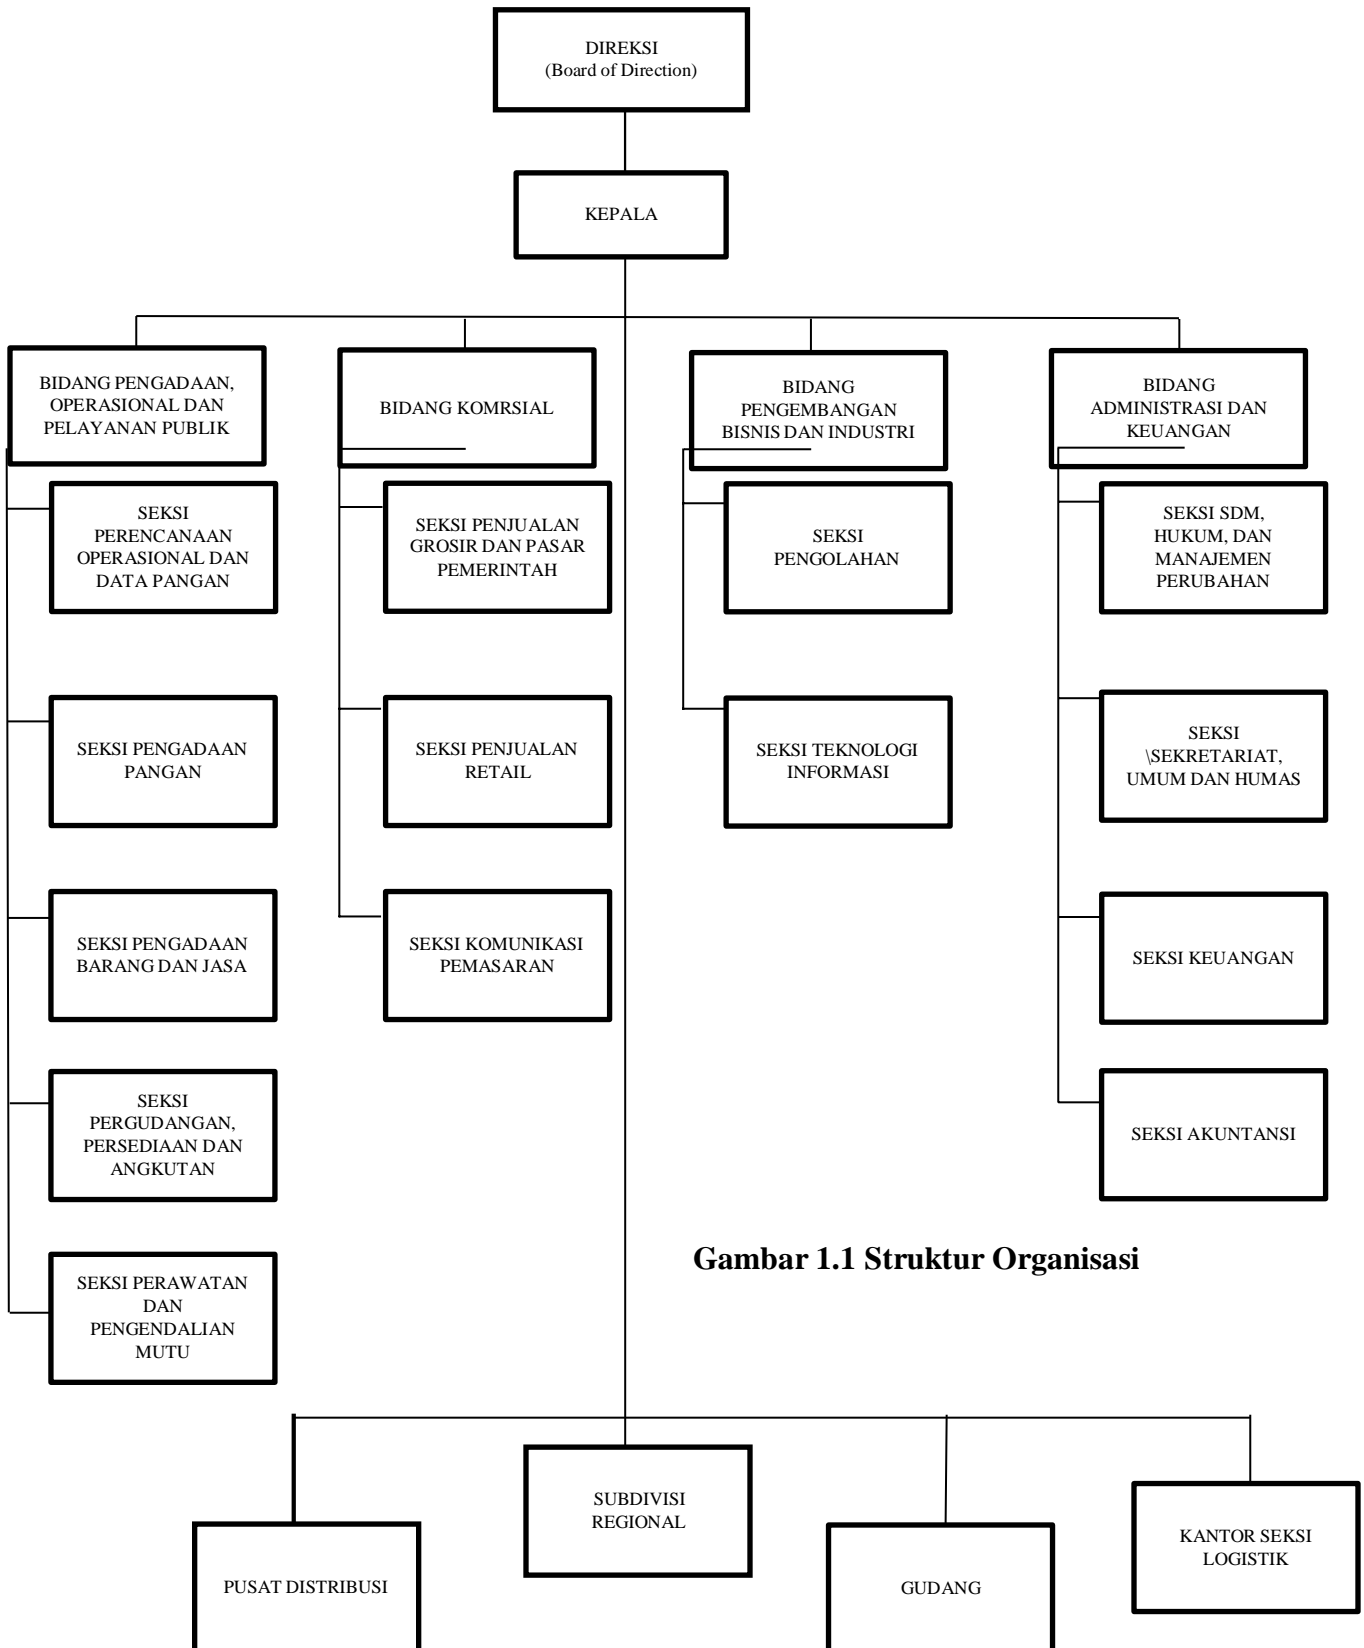 DIREKSI
(Board of Direction)
KEPALA
BIDANG PENGADAAN,
OPERASIONAL DAN
PELAYANAN PUBLIK
BIDANG KOMRSIAL
BIDANG
PENGEMBANGAN
BISNIS DAN INDUSTRI
BIDANG
ADMINISTRASI DAN
KEUANGAN
SEKSI
PERENCANAAN
OPERASIONAL DAN
DATA PANGAN
SEKSI PENJUALAN
GROSIR DAN PASAR
PEMERINTAH
SEKSI
PENGOLAHAN
SEKSI SDM,
HUKUM, DAN
MANAJEMEN
PERUBAHAN
SEKSI PENGADAAN
PANGAN
SEKSI PENJUALAN
RETAIL
SEKSI TEKNOLOGI
INFORMASI
SEKSI
\SEKRETARIAT,
UMUM DAN HUMAS
SEKSI PENGADAAN
BARANG DAN JASA
SEKSI KOMUNIKASI
PEMASARAN
SEKSI KEUANGAN
SEKSI
PERGUDANGAN,
PERSEDIAAN DAN
ANGKUTAN
SEKSI AKUNTANSI
Gambar 1.1 Struktur Organisasi
SEKSI PERAWATAN
DAN
PENGENDALIAN
MUTU
SUBDIVISI
REGIONAL
KANTOR SEKSI
LOGISTIK
PUSAT DISTRIBUSI
GUDANG